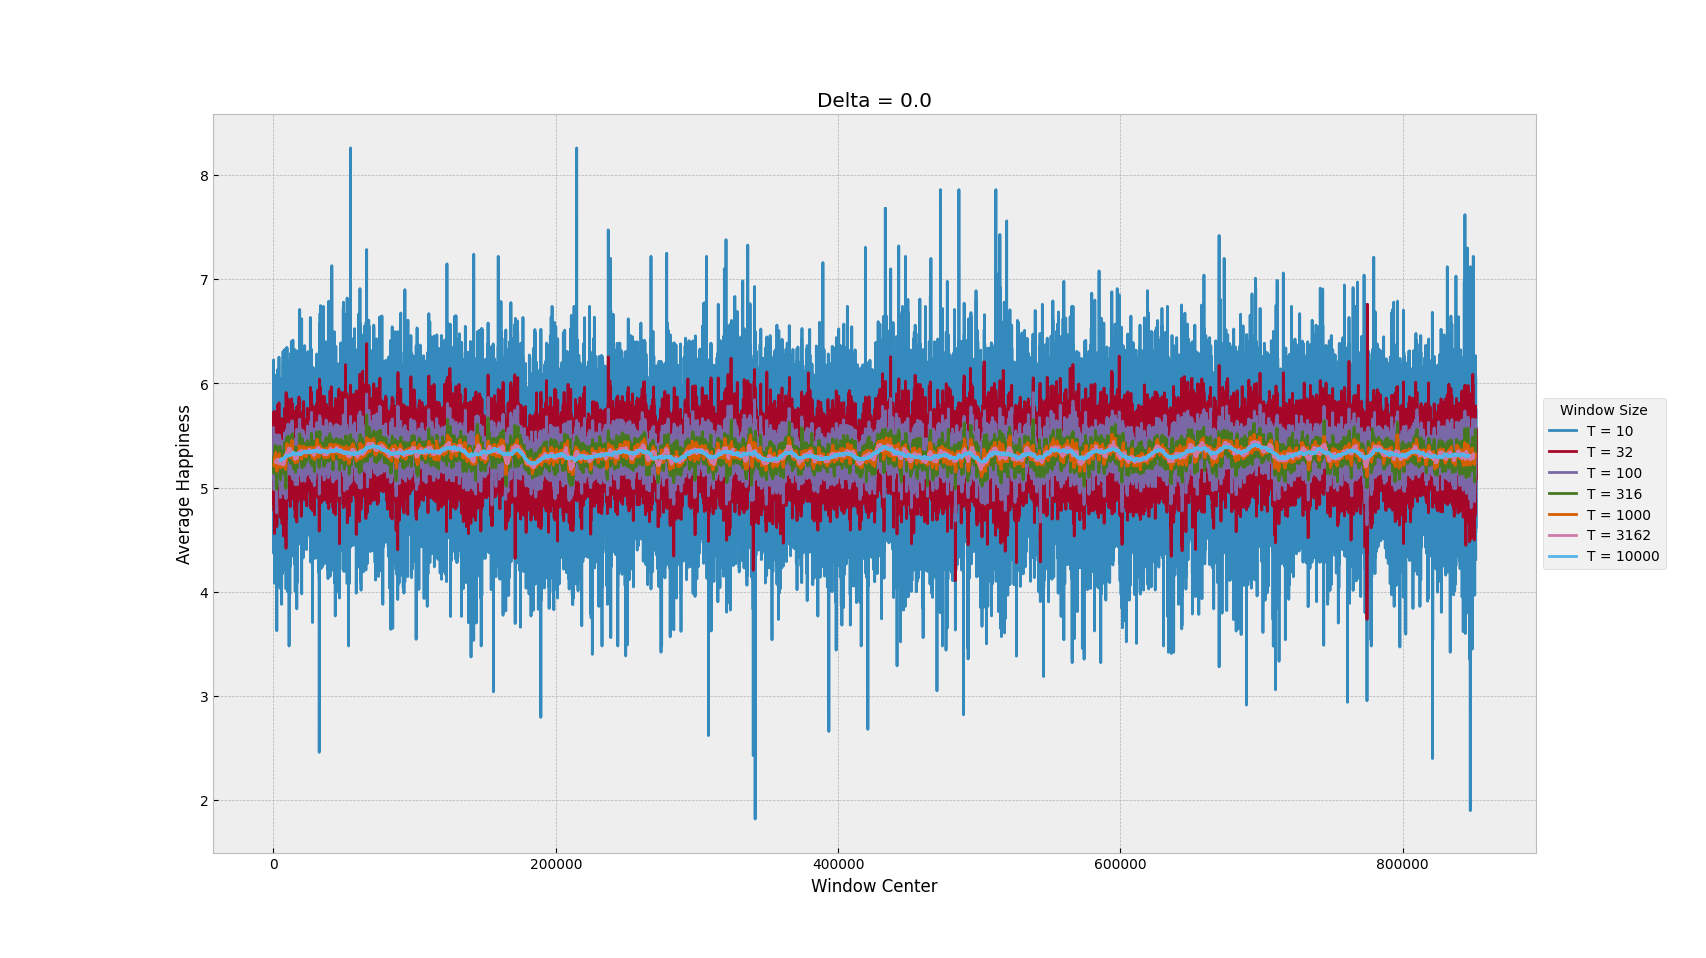 Delta = 0.0
8
7
6
5
4
3
2
Average Happiness
0
200000
400000
600000
800000
Window Center
Window Size
T = 10
T = 32
T = 100
T = 316
T = 1000
T = 3162
T = 10000